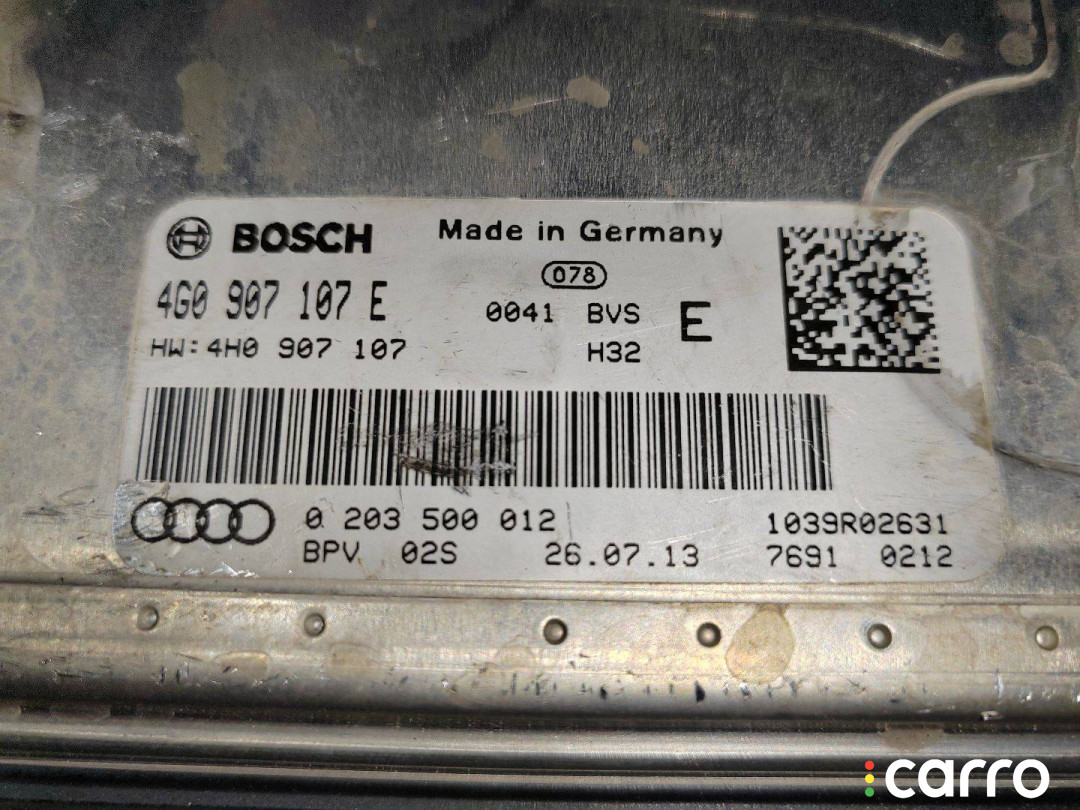 BOSCH Made in Germany
078
4G0 907 107 E 0041 BVS E
HW:4H0 907 107 H32
0 203 500 012 1039R02631
BPV 02S 26.07.13 7691 0212
carro